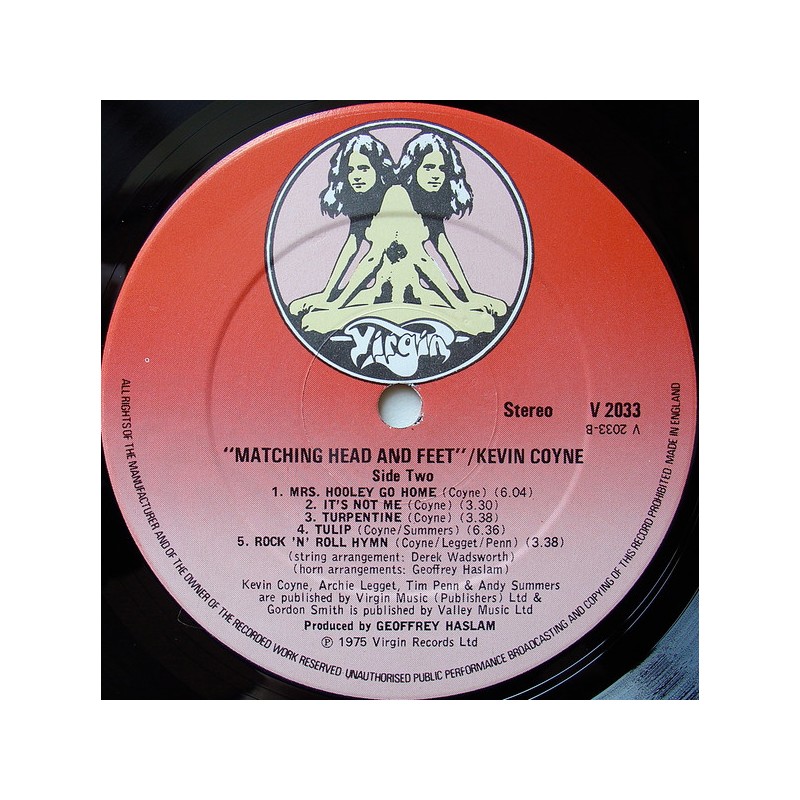 Virgin
Stereo V 2033
V 2033-B
"MATCHING HEAD AND FEET"/KEVIN COYNE
Side Two
1. MRS. HOOLEY GO HOME (Coyne) (6.04)
2. IT'S NOT ME (Coyne) (3.30)
3. TURPENTINE (Coyne) (3.38)
4. TULIP (Coyne/Summers) (6.36)
5. ROCK 'N' ROLL HYMN (Coyne/Legget/Penn) (3.38)
(string arrangement: Derek Wadsworth)
(horn arrangements: Geoffrey Haslam)
Kevin Coyne, Archie Legget, Tim Penn & Andy Summers
are published by Virgin Music (Publishers) Ltd &
Gordon Smith is published by Valley Music Ltd
Produced by GEOFFREY HASLAM
℗ 1975 Virgin Records Ltd
ALL RIGHTS OF THE MANUFACTURER AND OF THE OWNER OF THE RECORDED WORK RESERVED UNAUTHORISED PUBLIC PERFORMANCE BROADCASTING AND COPYING OF THIS RECORD PROHIBITED MADE IN ENGLAND